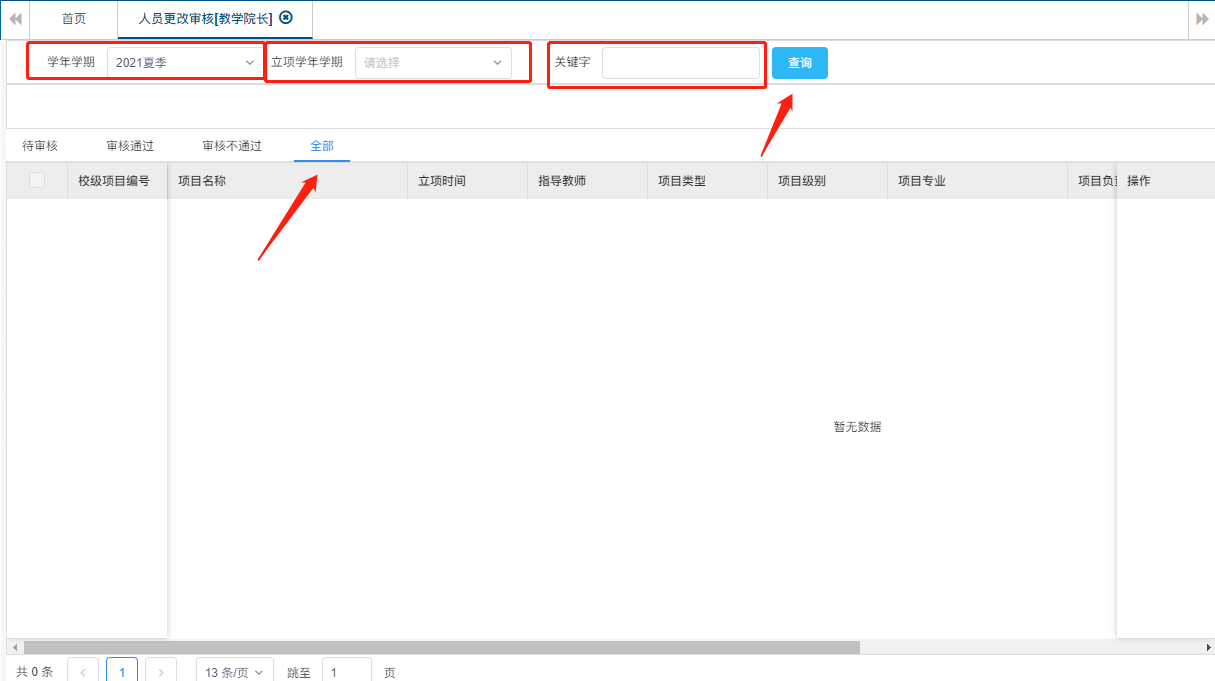 首页 人员更改审核[教学院长]
学年学期 2021夏季 立项学年学期 请选择 关键字 查询
待审核 审核通过 审核不通过 全部
校级项目编号 项目名称 立项时间 指导教师 项目类型 项目级别 项目专业 项目负 操作
暂无数据
共 0 条 1 13 条/页 跳至 1 页